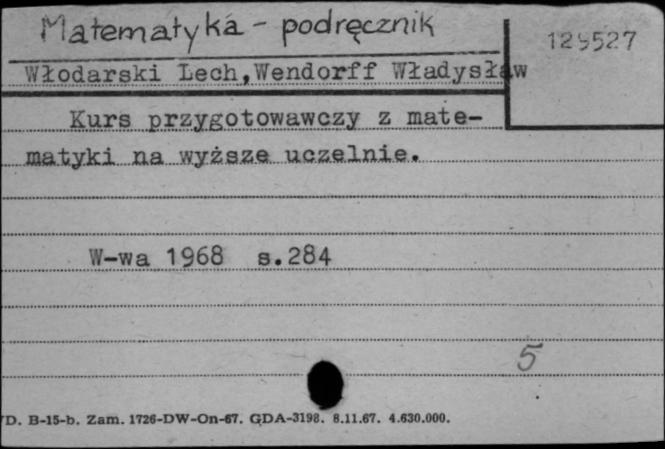 Matematyka - podręcznik
129527
Włodarski Lech,Wendorff Władysław
Kurs przygotowawczy z mate-
matyki na wyższe uczelnie.
W-wa 1968 s.284
5
D. B-15-b. Zam. 1726-DW-On-67. GDA-3198. 8.11.67. 4.630.000.